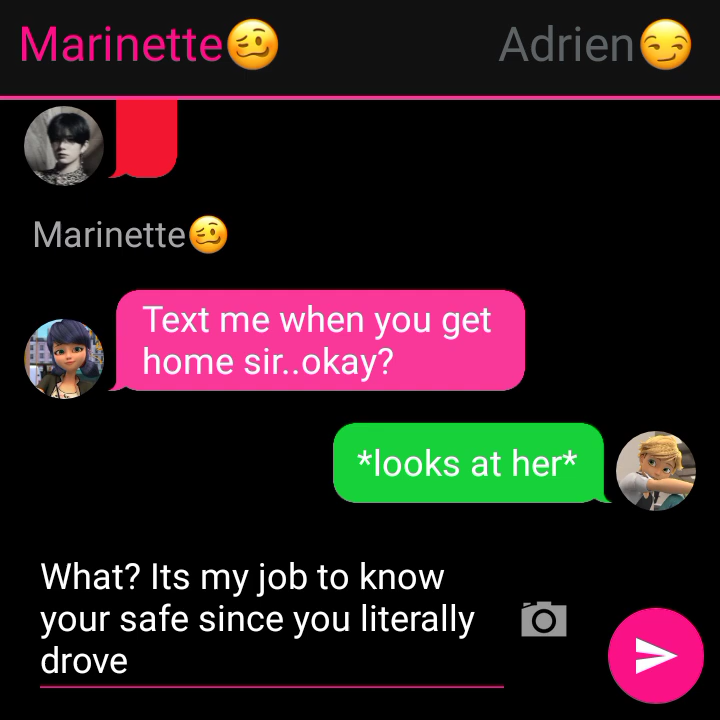 Marinette🥴 Adrien😏
Marinette🥴
Text me when you get
home sir..okay?
*looks at her*
What? Its my job to know
your safe since you literally
drove